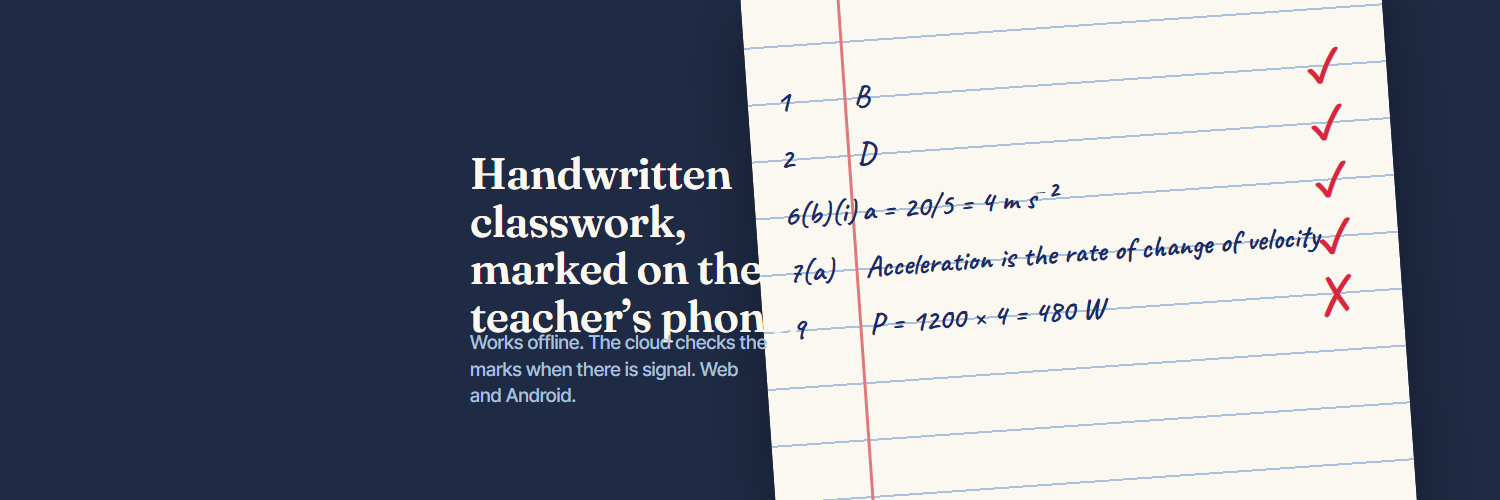 Handwritten
classwork,
marked on the
teacher's phon
Works offline. The cloud checks the
marks when there is signal. Web
and Android.
1 B ✓
2 D ✓
6(b)(i) a = 20/5 = 4 m s⁻² ✓
7(a) Acceleration is the rate of change of velocity ✓
9 P = 1200 × 4 = 480 W ✗